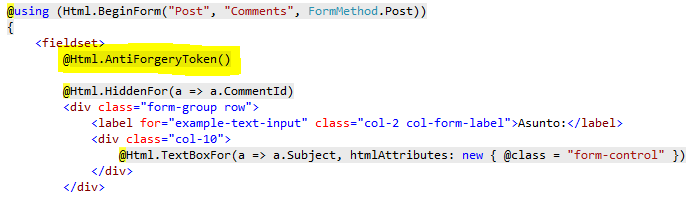 @using (Html.BeginForm("Post", "Comments", FormMethod.Post))
{
    <fieldset>
        @Html.AntiForgeryToken()

        @Html.HiddenFor(a => a.CommentId)
        <div class="form-group row">
            <label for="example-text-input" class="col-2 col-form-label">Asunto:</label>
            <div class="col-10">
                @Html.TextBoxFor(a => a.Subject, htmlAttributes: new { @class = "form-control" })
            </div>
        </div>